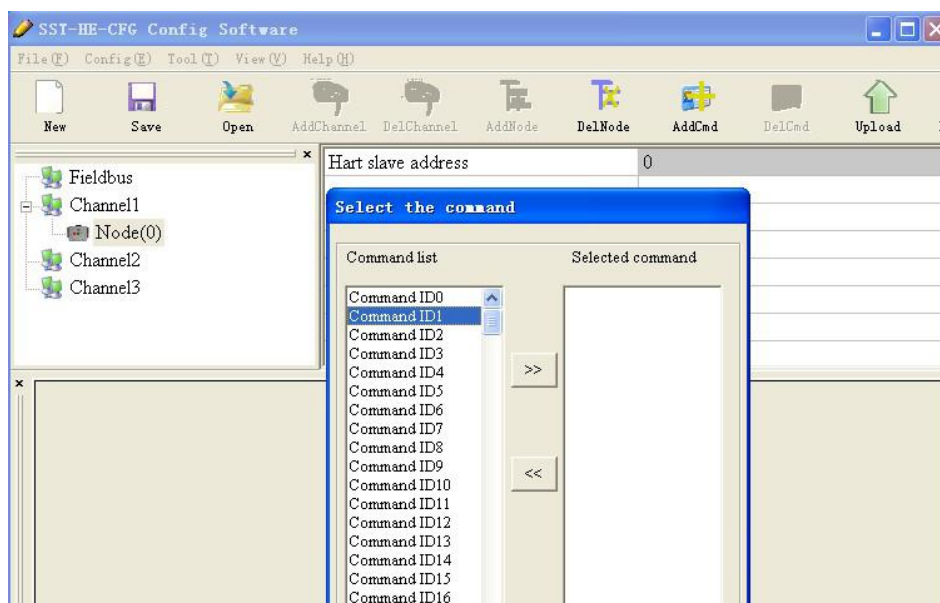 SST-HE-CFG Config Software
File(F) Config(E) Tool(T) View(V) Help(H)
New Save Open AddChannel DelChannel AddNode DelNode AddCmd DelCmd Upload
Fieldbus
Channel1
Node(0)
Channel2
Channel3
Hart slave address 0
Select the command
Command list Selected command
Command ID0
Command ID1
Command ID2
Command ID3
Command ID4
>>
Command ID5
Command ID6
Command ID7
Command ID8
Command ID9
<<
Command ID10
Command ID11
Command ID12
Command ID13
Command ID14
Command ID15
Command ID16